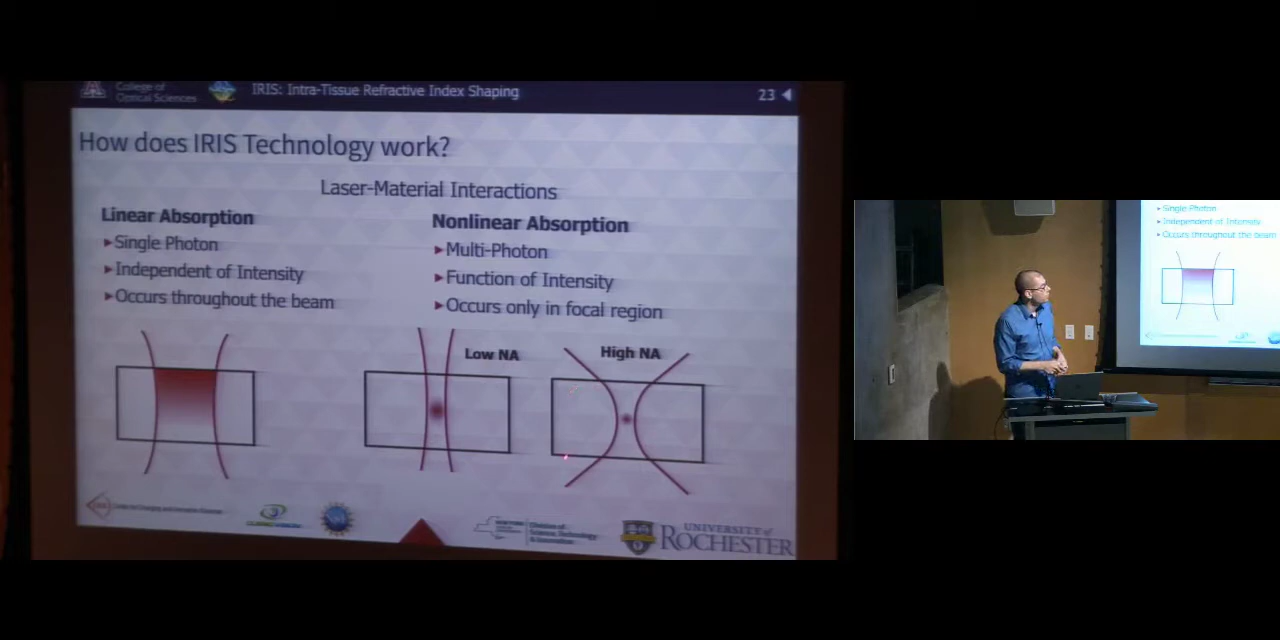 College of
Optical Sciences
IRIS: Intra-Tissue Refractive Index Shaping
23
How does IRIS Technology work?
Laser-Material Interactions
Linear Absorption
▸Single Photon
▸Independent of Intensity
▸Occurs throughout the beam
Nonlinear Absorption
▸Multi-Photon
▸Function of Intensity
▸Occurs only in focal region
Low NA
High NA
Division of
Science, Technology
& Innovation
UNIVERSITY of
ROCHESTER
▸Single Photon
▸Independent of Intensity
▸Occurs throughout the beam